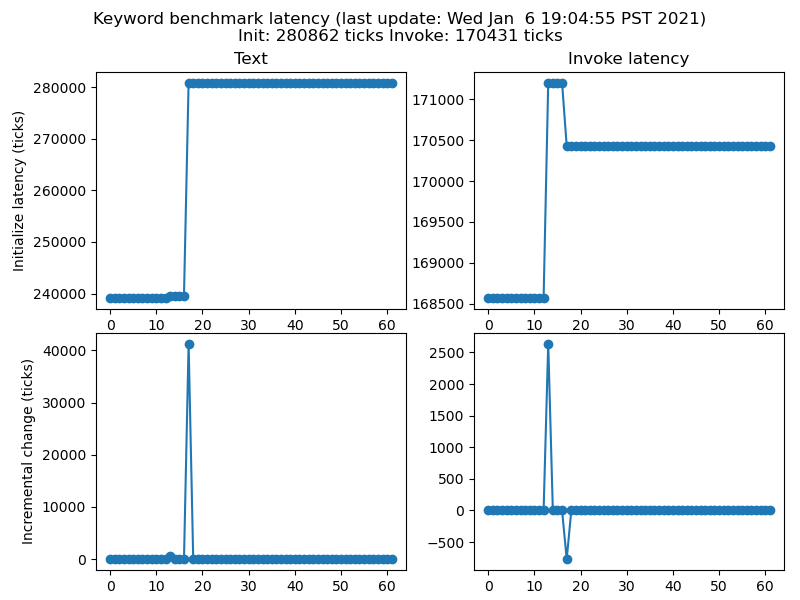 Keyword benchmark latency (last update: Wed Jan  6 19:04:55 PST 2021)
Init: 280862 ticks Invoke: 170431 ticks
Text
Initialize latency (ticks)
280000
270000
260000
250000
240000
0 10 20 30 40 50 60
Invoke latency
171000
170500
170000
169500
169000
168500
0 10 20 30 40 50 60
Incremental change (ticks)
40000
30000
20000
10000
0
0 10 20 30 40 50 60
2500
2000
1500
1000
500
0
−500
0 10 20 30 40 50 60